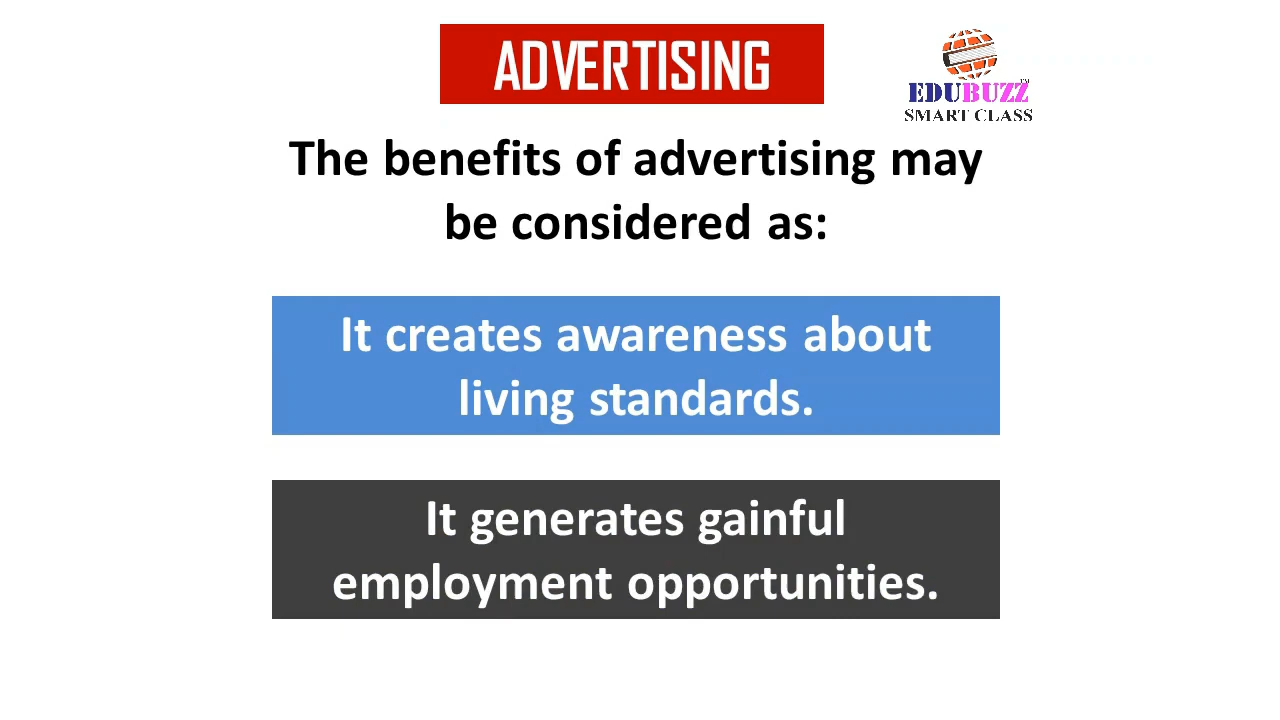 ADVERTISING
EDUBUZZ™
SMART CLASS
The benefits of advertising may
be considered as:
It creates awareness about
living standards.
It generates gainful
employment opportunities.